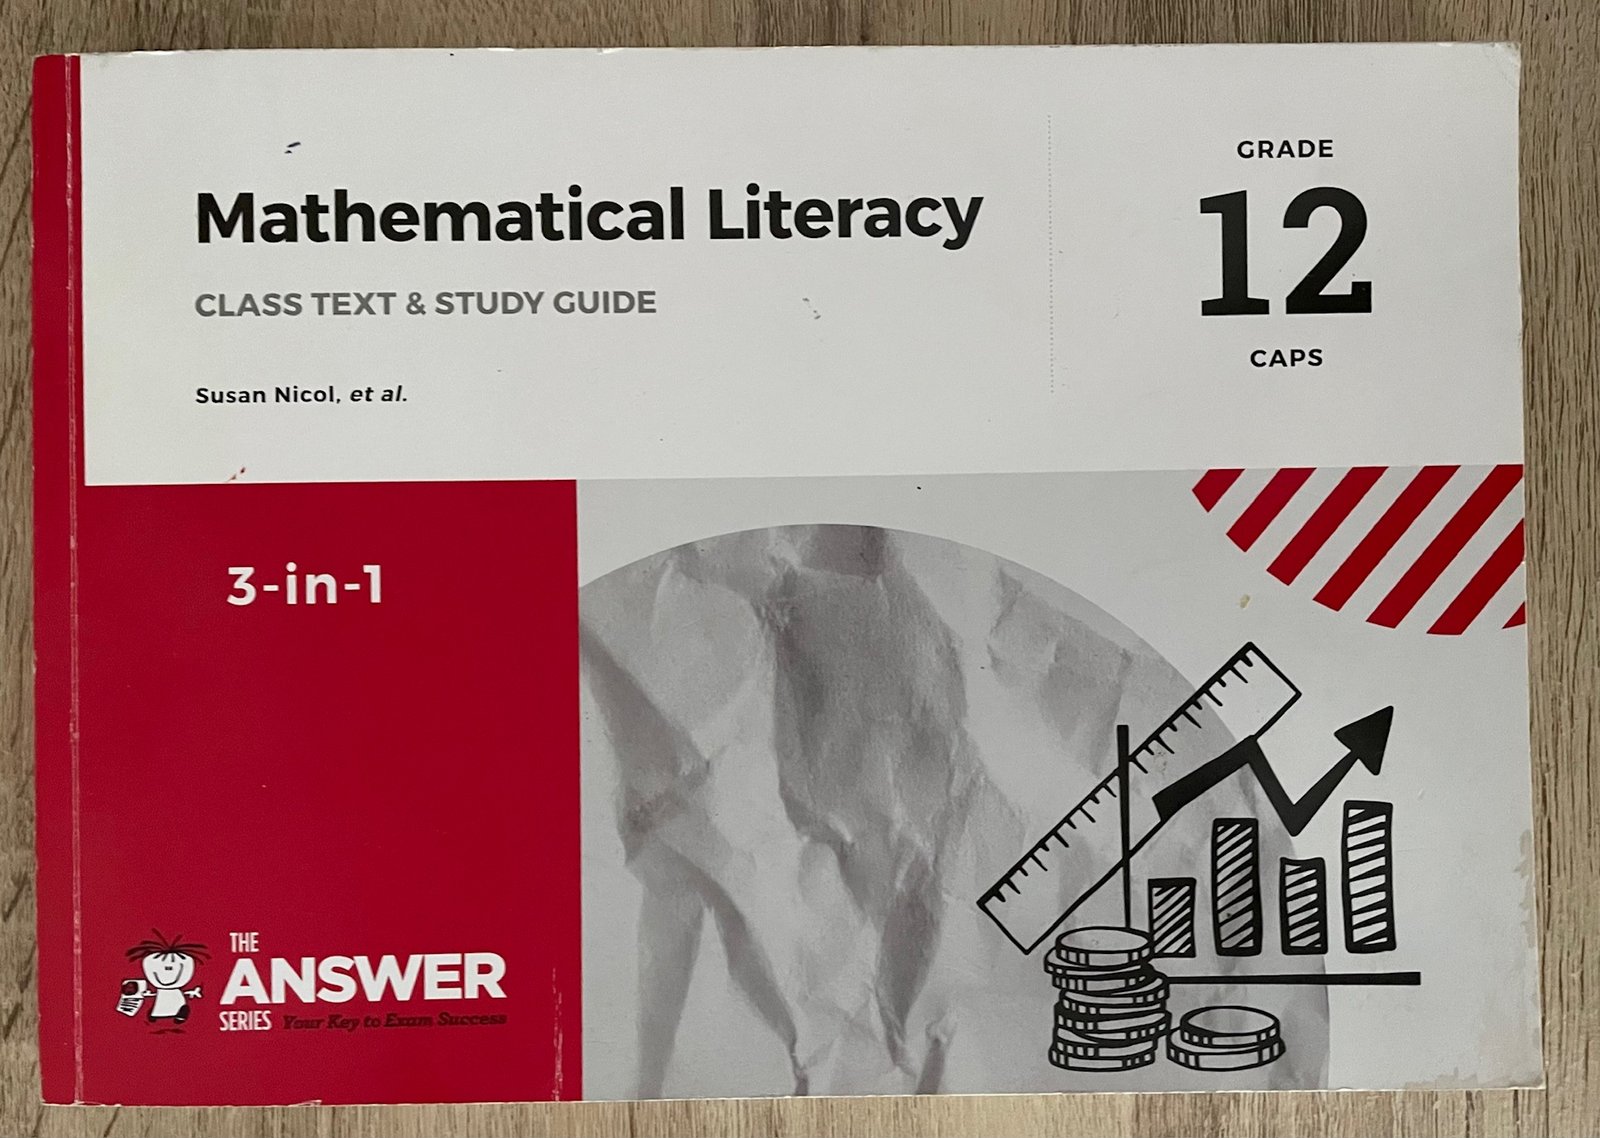 Mathematical Literacy
CLASS TEXT & STUDY GUIDE
Susan Nicol, et al.
GRADE
12
CAPS
3-in-1
THE
ANSWER
SERIES Your Key to Exam Success